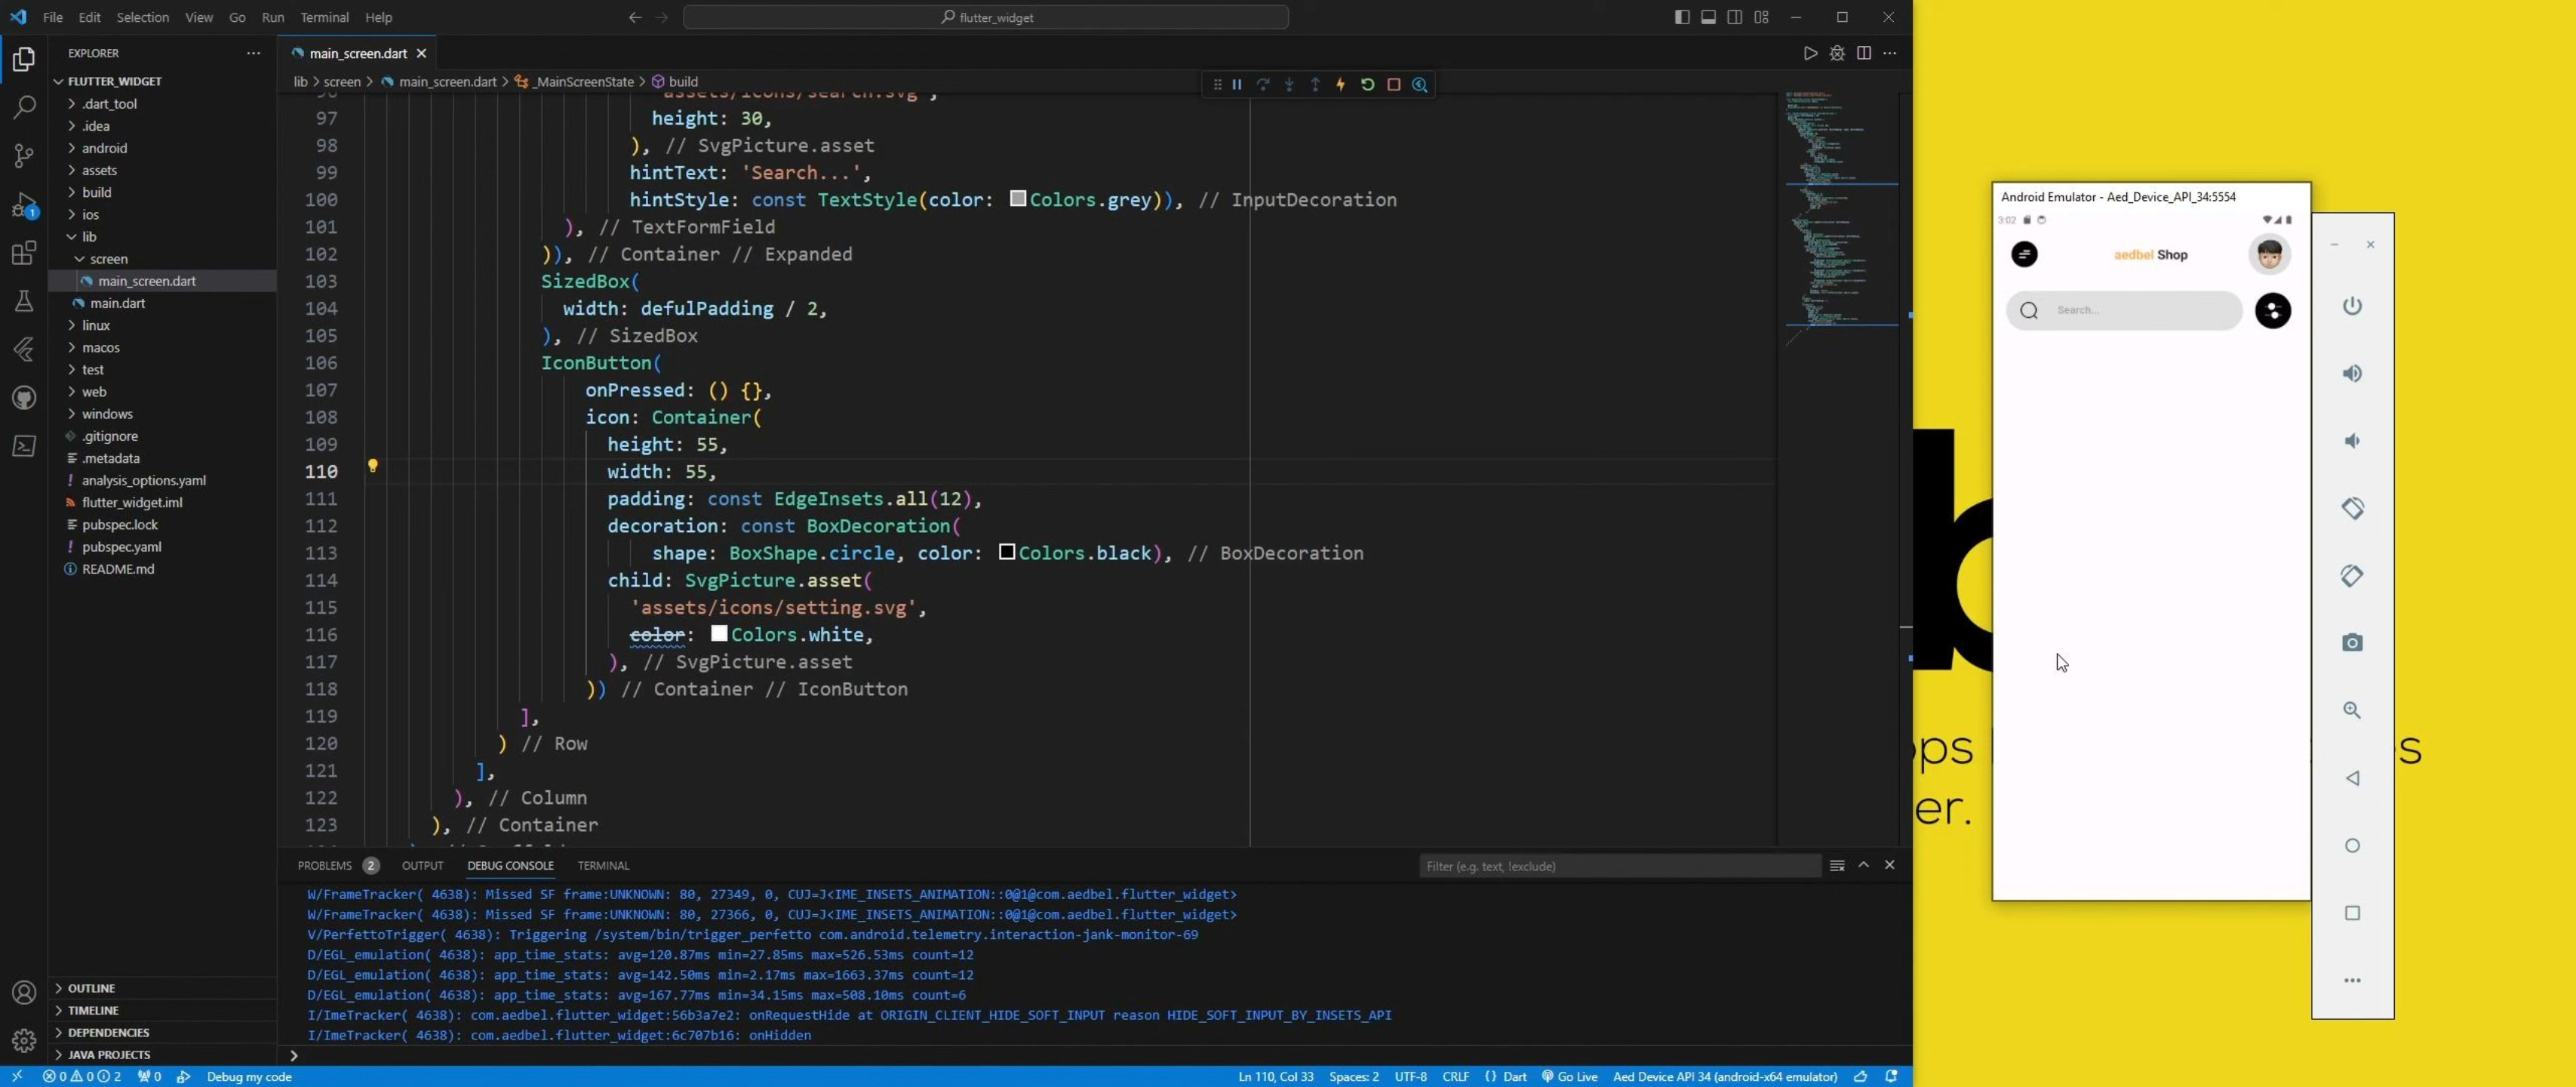 File Edit Selection View Go Run Terminal Help
flutter_widget
EXPLORER
FLUTTER_WIDGET
.dart_tool
.idea
android
assets
build
ios
lib
screen
main_screen.dart
main.dart
linux
macos
test
web
windows
.gitignore
.metadata
analysis_options.yaml
flutter_widget.iml
pubspec.lock
pubspec.yaml
README.md
OUTLINE
TIMELINE
DEPENDENCIES
JAVA PROJECTS
1
main_screen.dart
lib > screen > main_screen.dart > _MainScreenState > build
96 'assets/icons/search.svg',
97 height: 30,
98 ), // SvgPicture.asset
99 hintText: 'Search...',
100 hintStyle: const TextStyle(color: Colors.grey)), // InputDecoration
101 ), // TextFormField
102 )), // Container // Expanded
103 SizedBox(
104 width: defulPadding / 2,
105 ), // SizedBox
106 IconButton(
107 onPressed: () {},
108 icon: Container(
109 height: 55,
110 width: 55,
111 padding: const EdgeInsets.all(12),
112 decoration: const BoxDecoration(
113 shape: BoxShape.circle, color: Colors.black), // BoxDecoration
114 child: SvgPicture.asset(
115 'assets/icons/setting.svg',
116 color: Colors.white,
117 ), // SvgPicture.asset
118 )) // Container // IconButton
119 ],
120 ) // Row
121 ],
122 ), // Column
123 ), // Container
PROBLEMS 2 OUTPUT DEBUG CONSOLE TERMINAL
Filter (e.g. text, !exclude)
W/FrameTracker( 4638): Missed SF frame:UNKNOWN: 80, 27349, 0, CUJ=J<IME_INSETS_ANIMATION::0@1@com.aedbel.flutter_widget>
W/FrameTracker( 4638): Missed SF frame:UNKNOWN: 80, 27366, 0, CUJ=J<IME_INSETS_ANIMATION::0@1@com.aedbel.flutter_widget>
V/PerfettoTrigger( 4638): Triggering /system/bin/trigger_perfetto com.android.telemetry.interaction-jank-monitor-69
D/EGL_emulation( 4638): app_time_stats: avg=120.87ms min=27.85ms max=526.53ms count=12
D/EGL_emulation( 4638): app_time_stats: avg=142.50ms min=2.17ms max=1663.37ms count=12
D/EGL_emulation( 4638): app_time_stats: avg=167.77ms min=34.15ms max=508.10ms count=6
I/ImeTracker( 4638): com.aedbel.flutter_widget:56b3a7e2: onRequestHide at ORIGIN_CLIENT_HIDE_SOFT_INPUT reason HIDE_SOFT_INPUT_BY_INSETS_API
I/ImeTracker( 4638): com.aedbel.flutter_widget:6c707b16: onHidden
0 0 2 0 Debug my code
Ln 110, Col 33 Spaces: 2 UTF-8 CRLF {} Dart Go Live Aed Device API 34 (android-x64 emulator)
Android Emulator - Aed_Device_API_34:5554
3:02
aedbel Shop
Search...
b
ops
s
er.